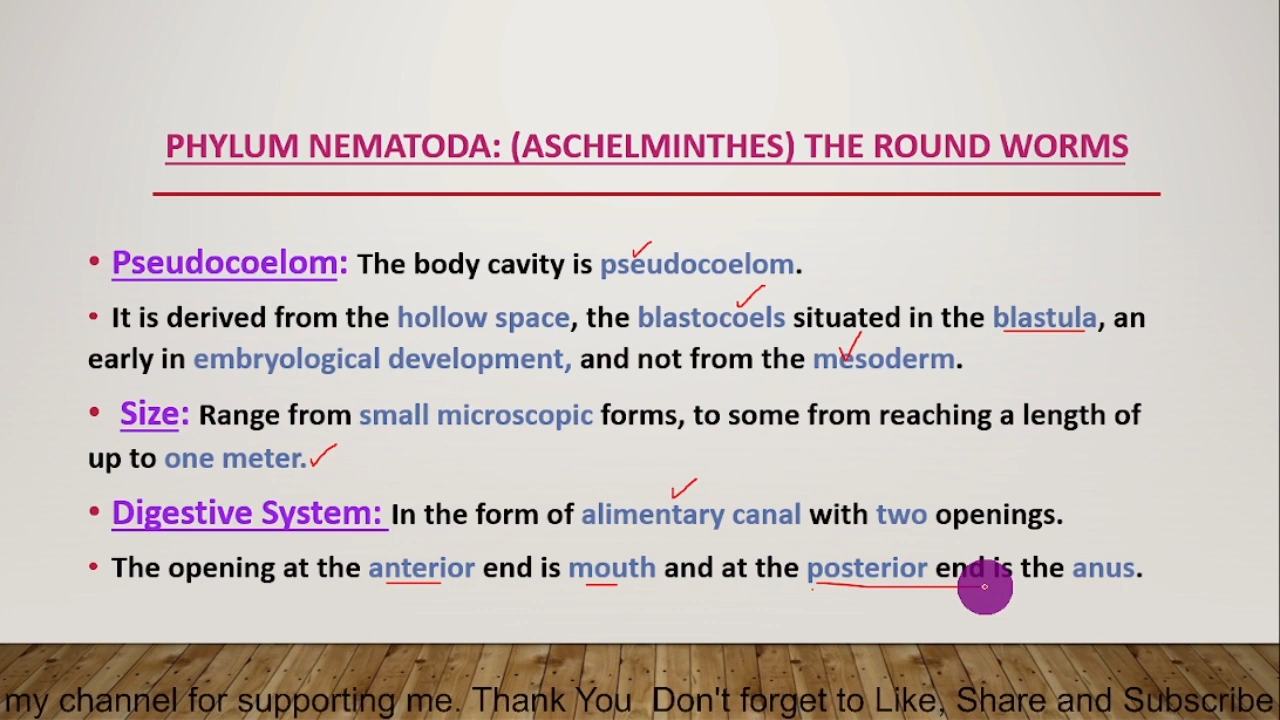 PHYLUM NEMATODA: (ASCHELMINTHES) THE ROUND WORMS
• Pseudocoelom: The body cavity is pseudocoelom.
• It is derived from the hollow space, the blastocoels situated in the blastula, an
early in embryological development, and not from the mesoderm.
• Size: Range from small microscopic forms, to some from reaching a length of
up to one meter.
• Digestive System: In the form of alimentary canal with two openings.
• The opening at the anterior end is mouth and at the posterior end is the anus.
my channel for supporting me. Thank You  Don't forget to Like, Share and Subscribe